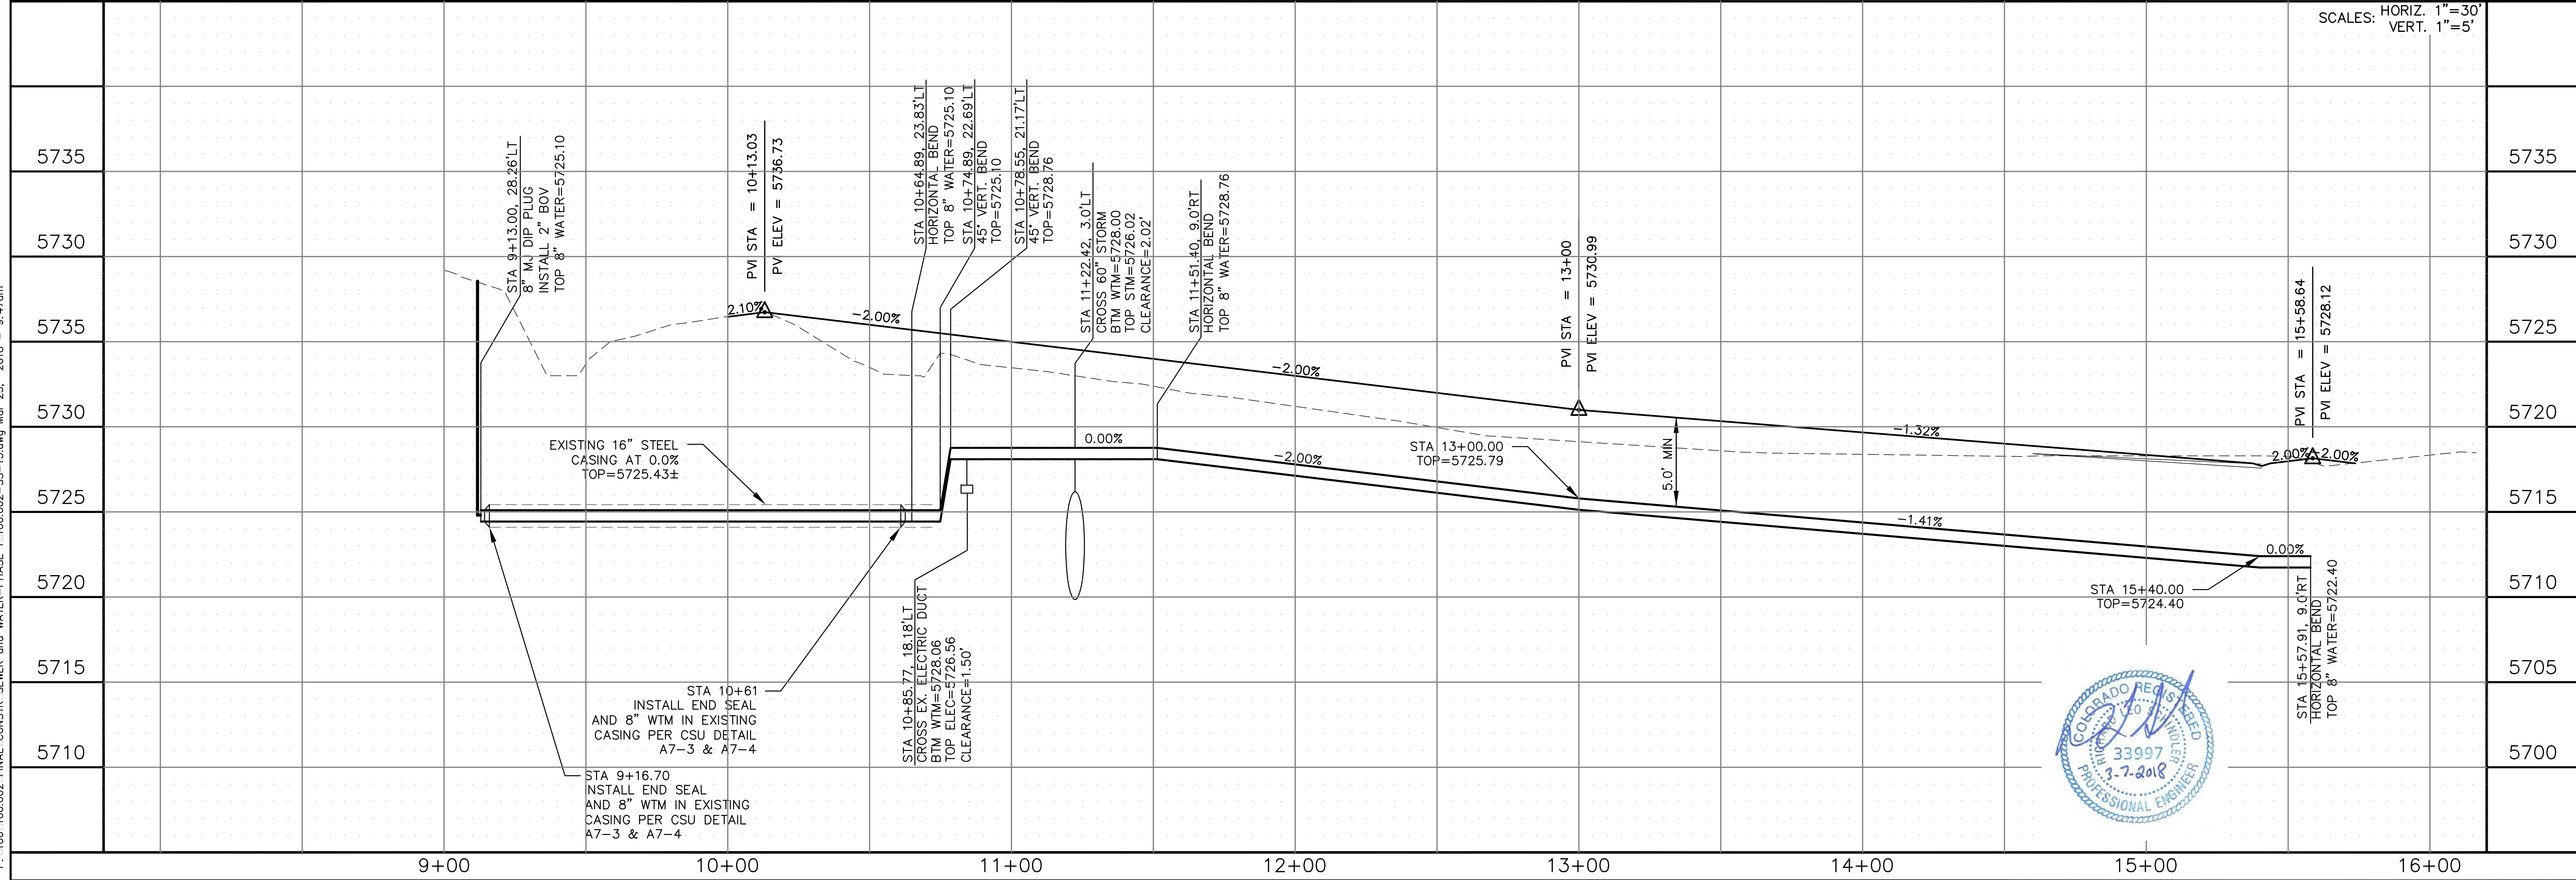 SCALES: HORIZ. 1"=30'
VERT. 1"=5'
5735
5730
5735
5730
5725
5720
5715
5710
5735
5730
5725
5720
5715
5710
5705
5700
STA 9+13.00, 28.26'LT
8" MJ DIP PLUG
INSTALL 2" BOV
TOP 8" WATER=5725.10
PVI STA = 10+13.03
PVI ELEV = 5736.73
2.10%
-2.00%
STA 10+64.89, 23.83'LT
HORIZONTAL BEND
TOP 8" WATER=5725.10
STA 10+74.89, 22.69'LT
45° VERT. BEND
TOP=5725.10
STA 10+78.55, 21.17'LT
45° VERT. BEND
TOP=5728.76
STA 11+22.42, 3.0'LT
CROSS 60" STORM
BTM WTM=5728.00
TOP STM=5726.02
CLEARANCE=2.02'
STA 11+51.40, 9.0'RT
HORIZONTAL BEND
TOP 8" WATER=5728.76
-2.00%
PVI STA = 13+00
PVI ELEV = 5730.99
-1.32%
PVI STA = 15+58.64
PVI ELEV = 5728.12
2.00%
-2.00%
EXISTING 16" STEEL
CASING AT 0.0%
TOP=5725.43±
0.00%
-2.00%
STA 13+00.00
TOP=5725.79
5.0' MIN
-1.41%
0.00%
STA 15+40.00
TOP=5724.40
STA 15+57.91, 9.0'RT
HORIZONTAL BEND
TOP 8" WATER=5722.40
STA 10+85.77, 18.18'LT
CROSS EX. ELECTRIC DUCT
BTM WTM=5728.06
TOP ELEC=5726.56
CLEARANCE=1.50'
STA 10+61
INSTALL END SEAL
AND 8" WTM IN EXISTING
CASING PER CSU DETAIL
A7-3 & A7-4
STA 9+16.70
INSTALL END SEAL
AND 8" WTM IN EXISTING
CASING PER CSU DETAIL
A7-3 & A7-4
COLORADO REGISTERED
33997
3-7-2018
PROFESSIONAL ENGINEER
9+00
10+00
11+00
12+00
13+00
14+00
15+00
16+00